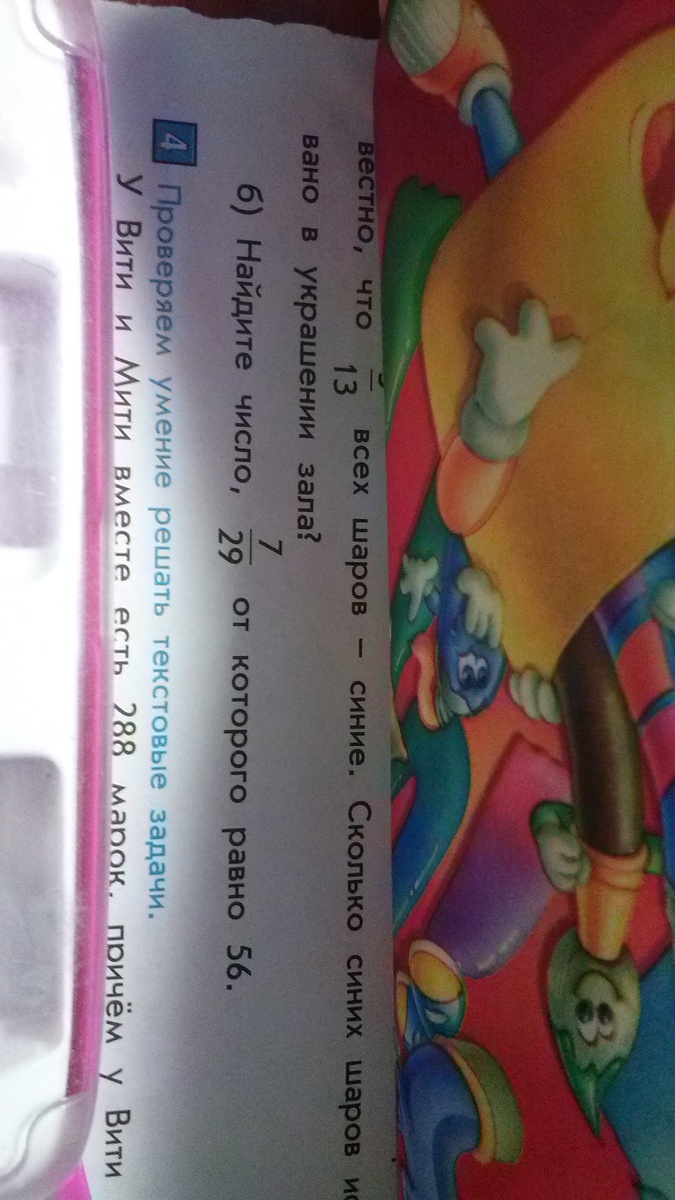 вестно, что 13 всех шаров – синие. Сколько синих шаров
вано в украшении зала?
б) Найдите число, 7/29 от которого равно 56.
4 Проверяем умение решать текстовые задачи.
У Вити и Мити вместе есть 288 марок, причём у Вити